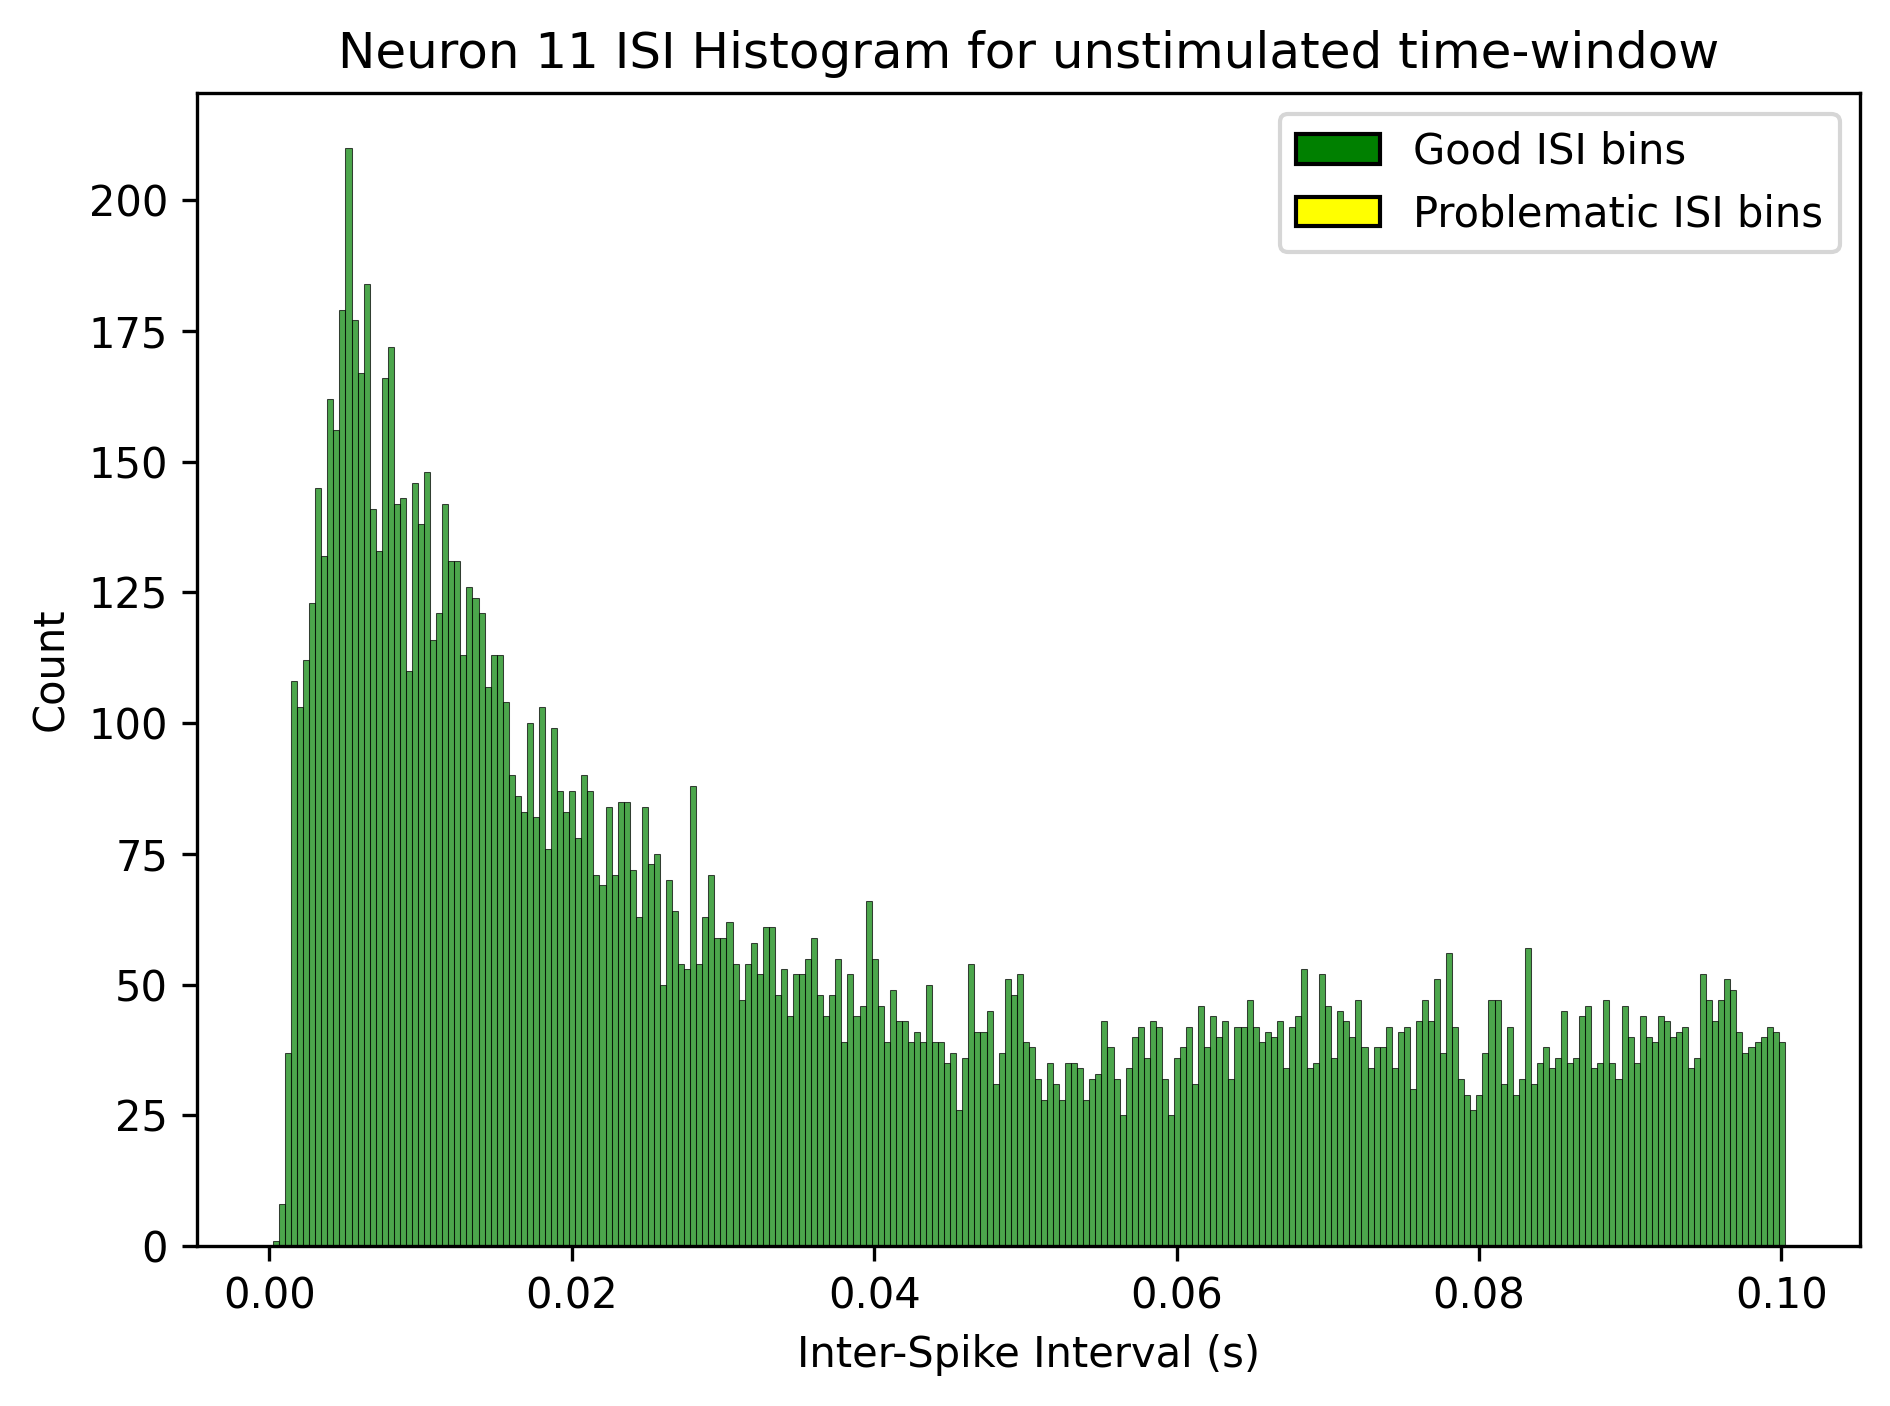 Neuron 11 ISI Histogram for unstimulated time-window
Good ISI bins
Problematic ISI bins
Count
200
175
150
125
100
75
50
25
0
0.00 0.02 0.04 0.06 0.08 0.10
Inter-Spike Interval (s)